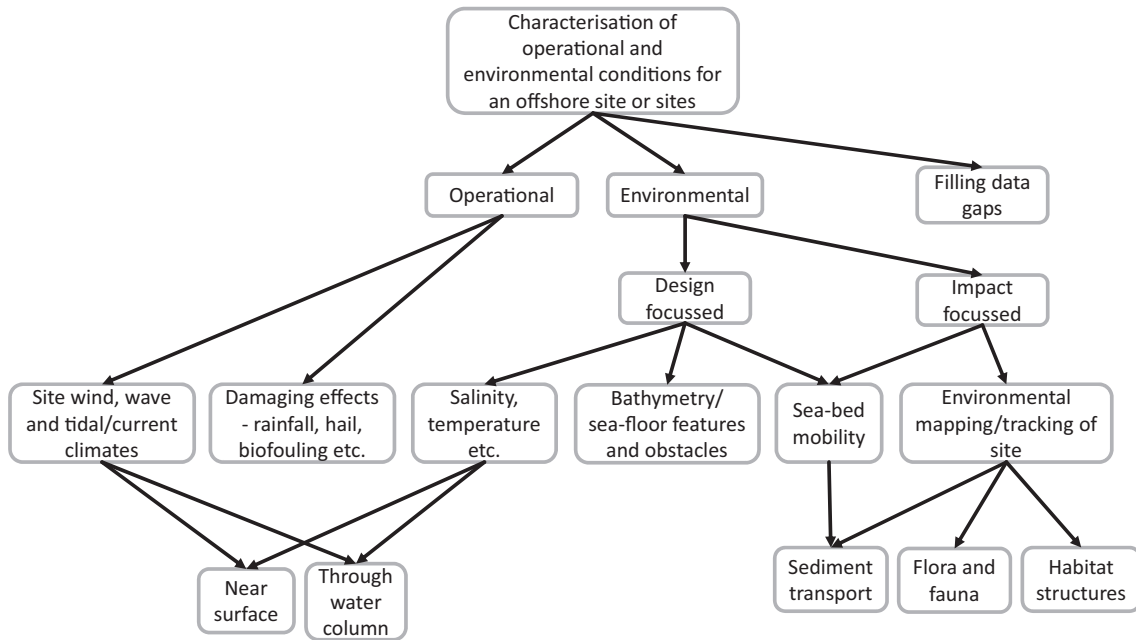 Characterisation of
operational and
environmental conditions for
an offshore site or sites
Operational
Environmental
Filling data
gaps
Design
focussed
Impact
focussed
Site wind, wave
and tidal/current
climates
Damaging effects
- rainfall, hail,
biofouling etc.
Salinity,
temperature
etc.
Bathymetry/
sea-floor features
and obstacles
Sea-bed
mobility
Environmental
mapping/tracking of
site
Near
surface
Through
water
column
Sediment
transport
Flora and
fauna
Habitat
structures